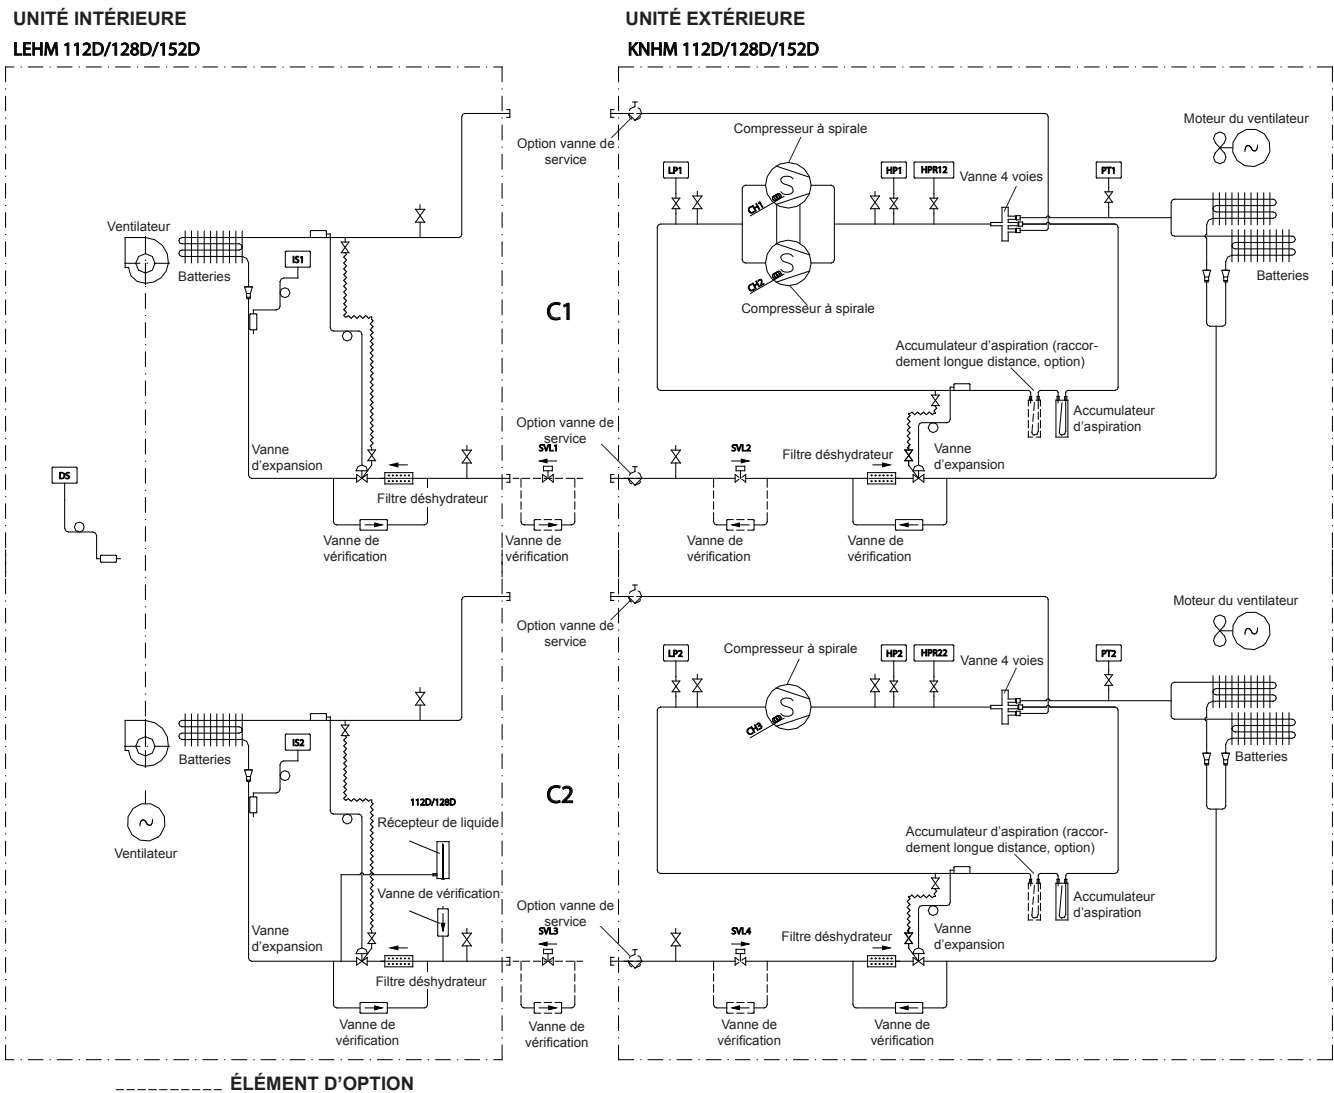 UNITÉ INTÉRIEURE
LEHM 112D/128D/152D
UNITÉ EXTÉRIEURE
KNHM 112D/128D/152D
Option vanne de
service
Compresseur à spirale
Moteur du ventilateur
LP1
CH1
HP1
HPR12
Vanne 4 voies
PT1
Ventilateur
IS1
Batteries
CH2
Compresseur à spirale
Batteries
C1
Accumulateur d'aspiration (raccor-
dement longue distance, option)
Accumulateur
d'aspiration
Option vanne de
service
Vanne
d'expansion
SVL1
SVL2
Filtre déshydrateur
Vanne
d'expansion
DS
Filtre déshydrateur
Vanne de
vérification
Vanne de
vérification
Vanne de
vérification
Vanne de
vérification
Option vanne de
service
Moteur du ventilateur
LP2
Compresseur à spirale
CH3
HP2
HPR22
Vanne 4 voies
PT2
IS2
Batteries
Batteries
C2
112D/128D
Récepteur de liquide
Ventilateur
Accumulateur d'aspiration (raccor-
dement longue distance, option)
Accumulateur
d'aspiration
Vanne de vérification
Option vanne de
service
Vanne
d'expansion
SVL3
SVL4
Filtre déshydrateur
Vanne
d'expansion
Filtre déshydrateur
Vanne de
vérification
Vanne de
vérification
Vanne de
vérification
Vanne de
vérification
ÉLÉMENT D'OPTION